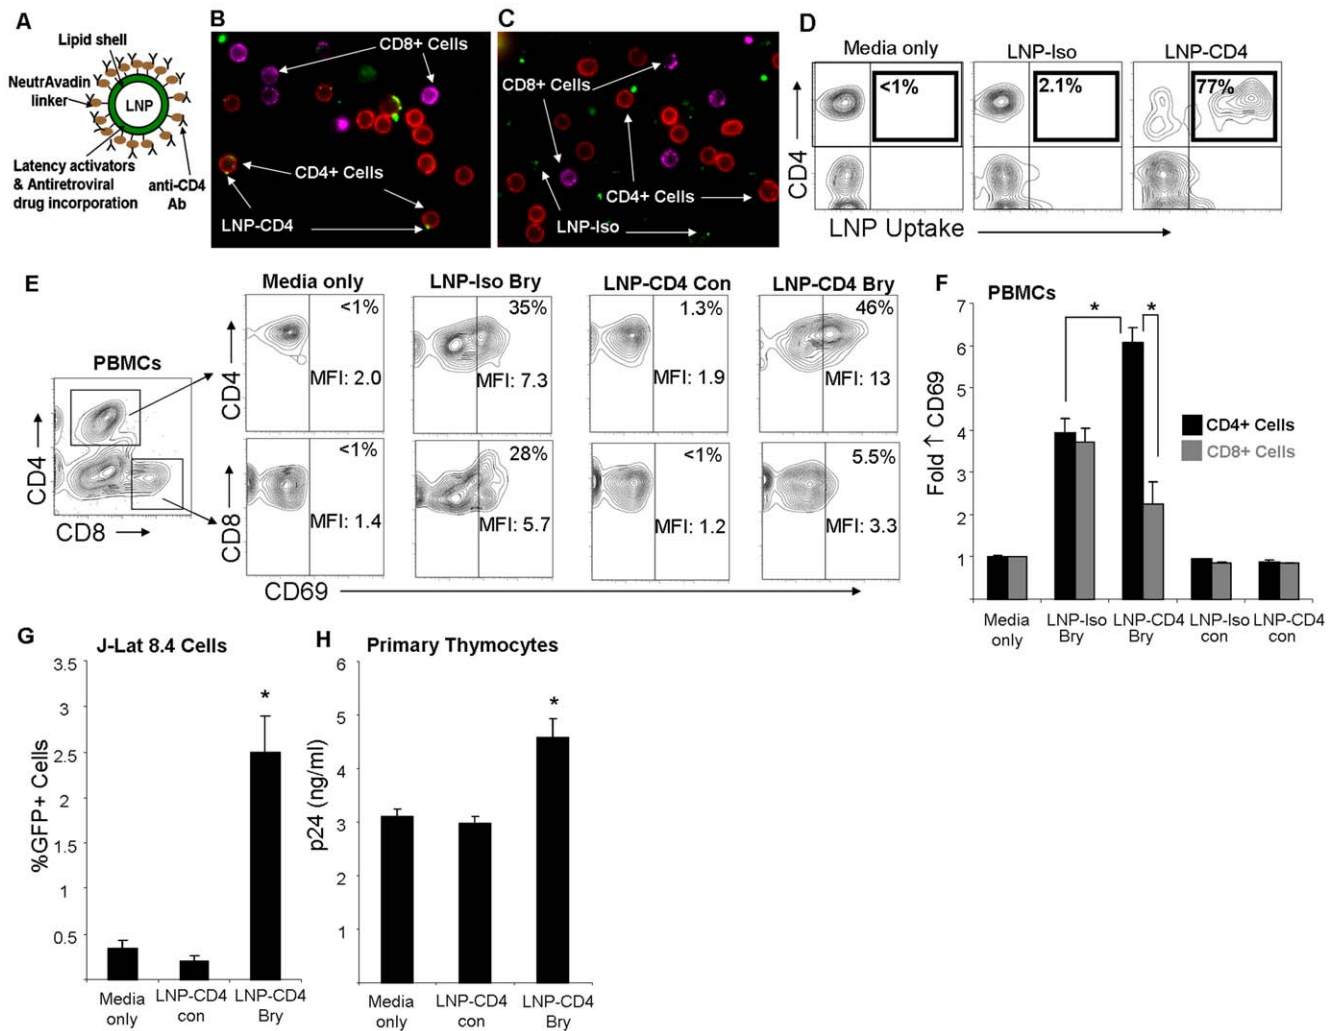 A
Lipid shell
NeutrAvadin
linker
LNP
Latency activators
& Antiretroviral
drug incorporation
anti-CD4
Ab
B
CD8+ Cells
CD4+ Cells
LNP-CD4
C
CD8+ Cells
CD4+ Cells
LNP-Iso
D
Media only
LNP-Iso
LNP-CD4
<1%
2.1%
77%
CD4
LNP Uptake
E
PBMCs
CD4
CD8
Media only
LNP-Iso Bry
LNP-CD4 Con
LNP-CD4 Bry
<1%
35%
1.3%
46%
CD4
MFI: 2.0
MFI: 7.3
MFI: 1.9
MFI: 13
<1%
28%
<1%
5.5%
CD8
MFI: 1.4
MFI: 5.7
MFI: 1.2
MFI: 3.3
CD69
F
PBMCs
Fold ↑ CD69
7
6
5
4
3
2
1
*
*
CD4+ Cells
CD8+ Cells
Media
only
LNP-Iso
Bry
LNP-CD4
Bry
LNP-Iso
con
LNP-CD4
con
G
J-Lat 8.4 Cells
%GFP+ Cells
3.5
3
2.5
2
1.5
1
0.5
*
Media
only
LNP-CD4
con
LNP-CD4
Bry
H
Primary Thymocytes
p24 (ng/ml)
6
5
4
3
2
1
*
Media
only
LNP-CD4
con
LNP-CD4
Bry